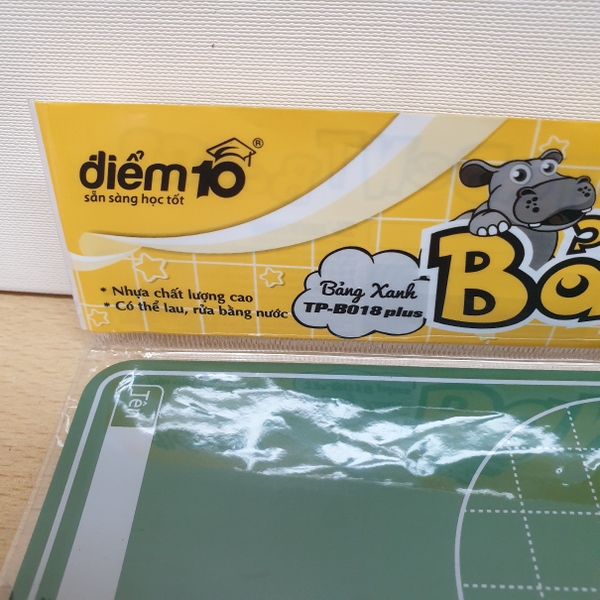 điểm 10 ®
sẵn sàng học tốt
* Nhựa chất lượng cao
* Có thể lau, rửa bằng nước
Bảng Xanh
TP-B018 plus
Tên